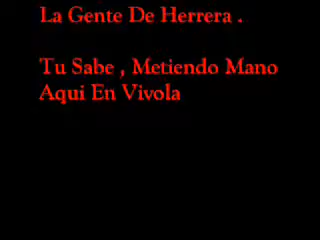 La Gente De Herrera .
Tu Sabe , Metiendo Mano
Aqui En Vivola